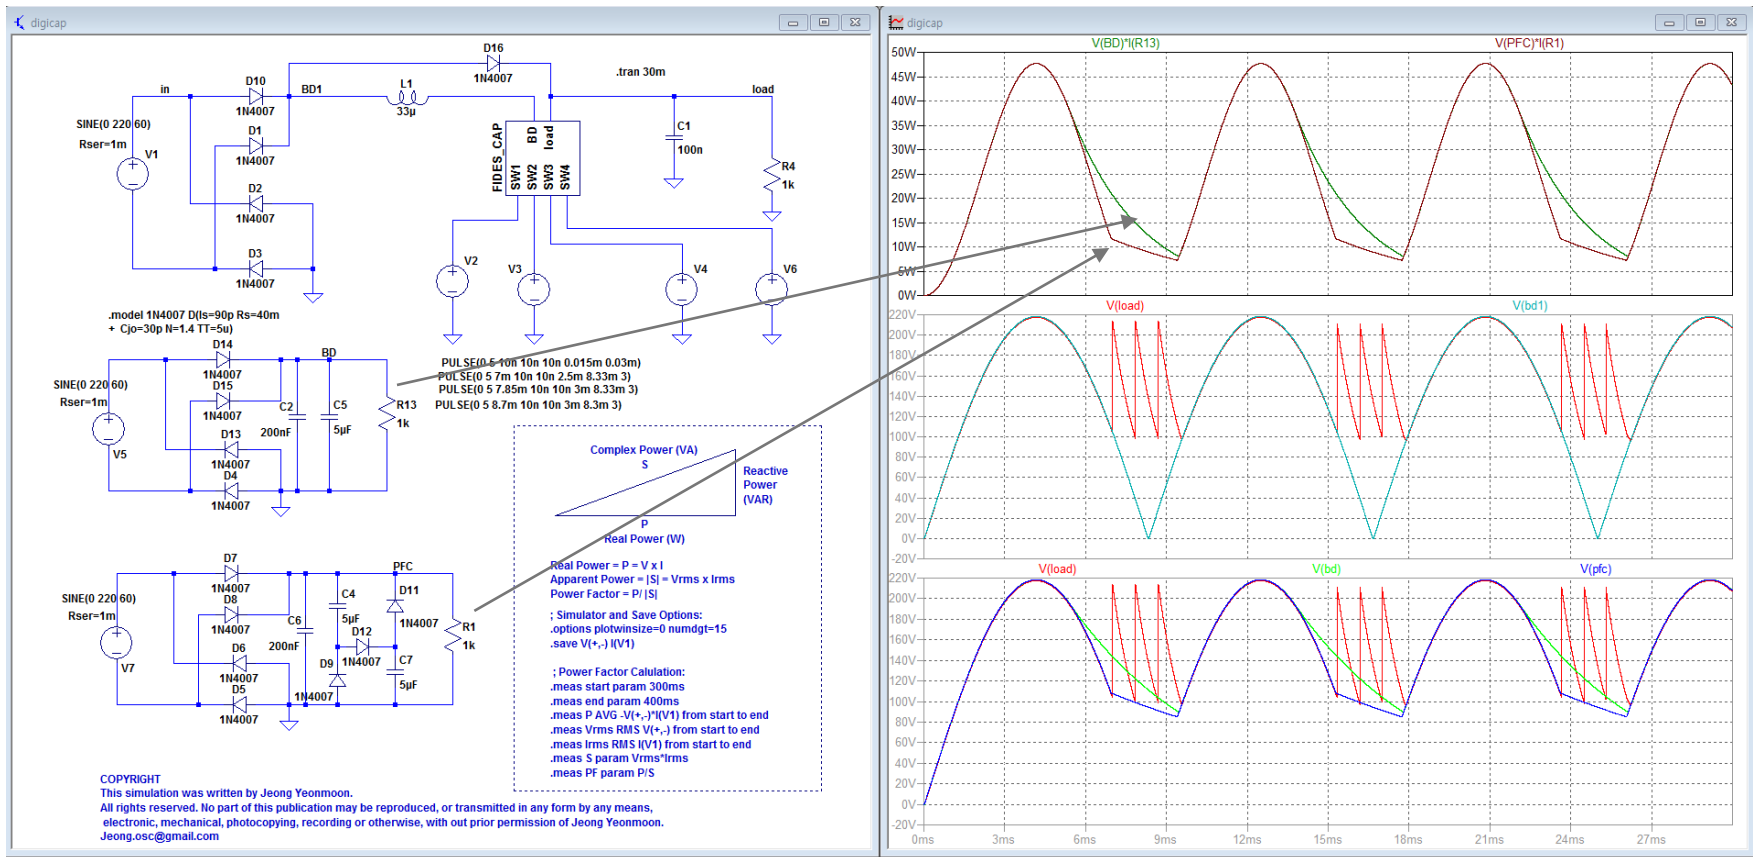 digicap
D16
1N4007
.tran 30m
in
D10
1N4007
BD1
L1
33µ
load
SINE(0 220 60)
Rser=1m
V1
D1
1N4007
D2
1N4007
D3
1N4007
FIDES_CAP
BD
load
SW1
SW2
SW3
SW4
C1
100n
R4
1k
V2
V3
V4
V6
.model 1N4007 D(Is=90p Rs=40m
+ Cjo=30p N=1.4 TT=5u)
D14
1N4007
BD
D15
1N4007
SINE(0 220 60)
Rser=1m
V5
C2
200nF
C5
5µF
R13
1k
D13
1N4007
D4
1N4007
PULSE(0 5 10n 10n 10n 0.015m 0.03m)
PULSE(0 5 7m 10n 10n 2.5m 8.33m 3)
PULSE(0 5 7.85m 10n 10n 3m 8.33m 3)
PULSE(0 5 8.7m 10n 10n 3m 8.3m 3)
Complex Power (VA)
S
Reactive
Power
(VAR)
P
Real Power (W)
Real Power = P = V x I
Apparent Power = |S| = Vrms x Irms
Power Factor = P/ |S|
; Simulator and Save Options:
.options plotwinsize=0 numdgt=15
.save V(+,-) I(V1)
; Power Factor Calulation:
.meas start param 300ms
.meas end param 400ms
.meas P AVG -V(+,-)*I(V1) from start to end
.meas Vrms RMS V(+,-) from start to end
.meas Irms RMS I(V1) from start to end
.meas S param Vrms*Irms
.meas PF param P/S
D7
1N4007
PFC
SINE(0 220 60)
Rser=1m
V7
D8
1N4007
C6
200nF
C4
5µF
D11
1N4007
D12
1N4007
R1
1k
D6
1N4007
D9
1N4007
C7
5µF
D5
1N4007
COPYRIGHT
This simulation was written by Jeong Yeonmoon.
All rights reserved. No part of this publication may be reproduced, or transmitted in any form by any means,
electronic, mechanical, photocopying, recording or otherwise, with out prior permission of Jeong Yeonmoon.
Jeong.osc@gmail.com
digicap
V(BD)*I(R13)
V(PFC)*I(R1)
50W
45W
40W
35W
30W
25W
20W
15W
10W
5W
0W
V(load)
V(bd1)
220V
200V
180V
160V
140V
120V
100V
80V
60V
40V
20V
0V
-20V
V(load)
V(bd)
V(pfc)
220V
200V
180V
160V
140V
120V
100V
80V
60V
40V
20V
0V
-20V
0ms
3ms
6ms
9ms
12ms
15ms
18ms
21ms
24ms
27ms